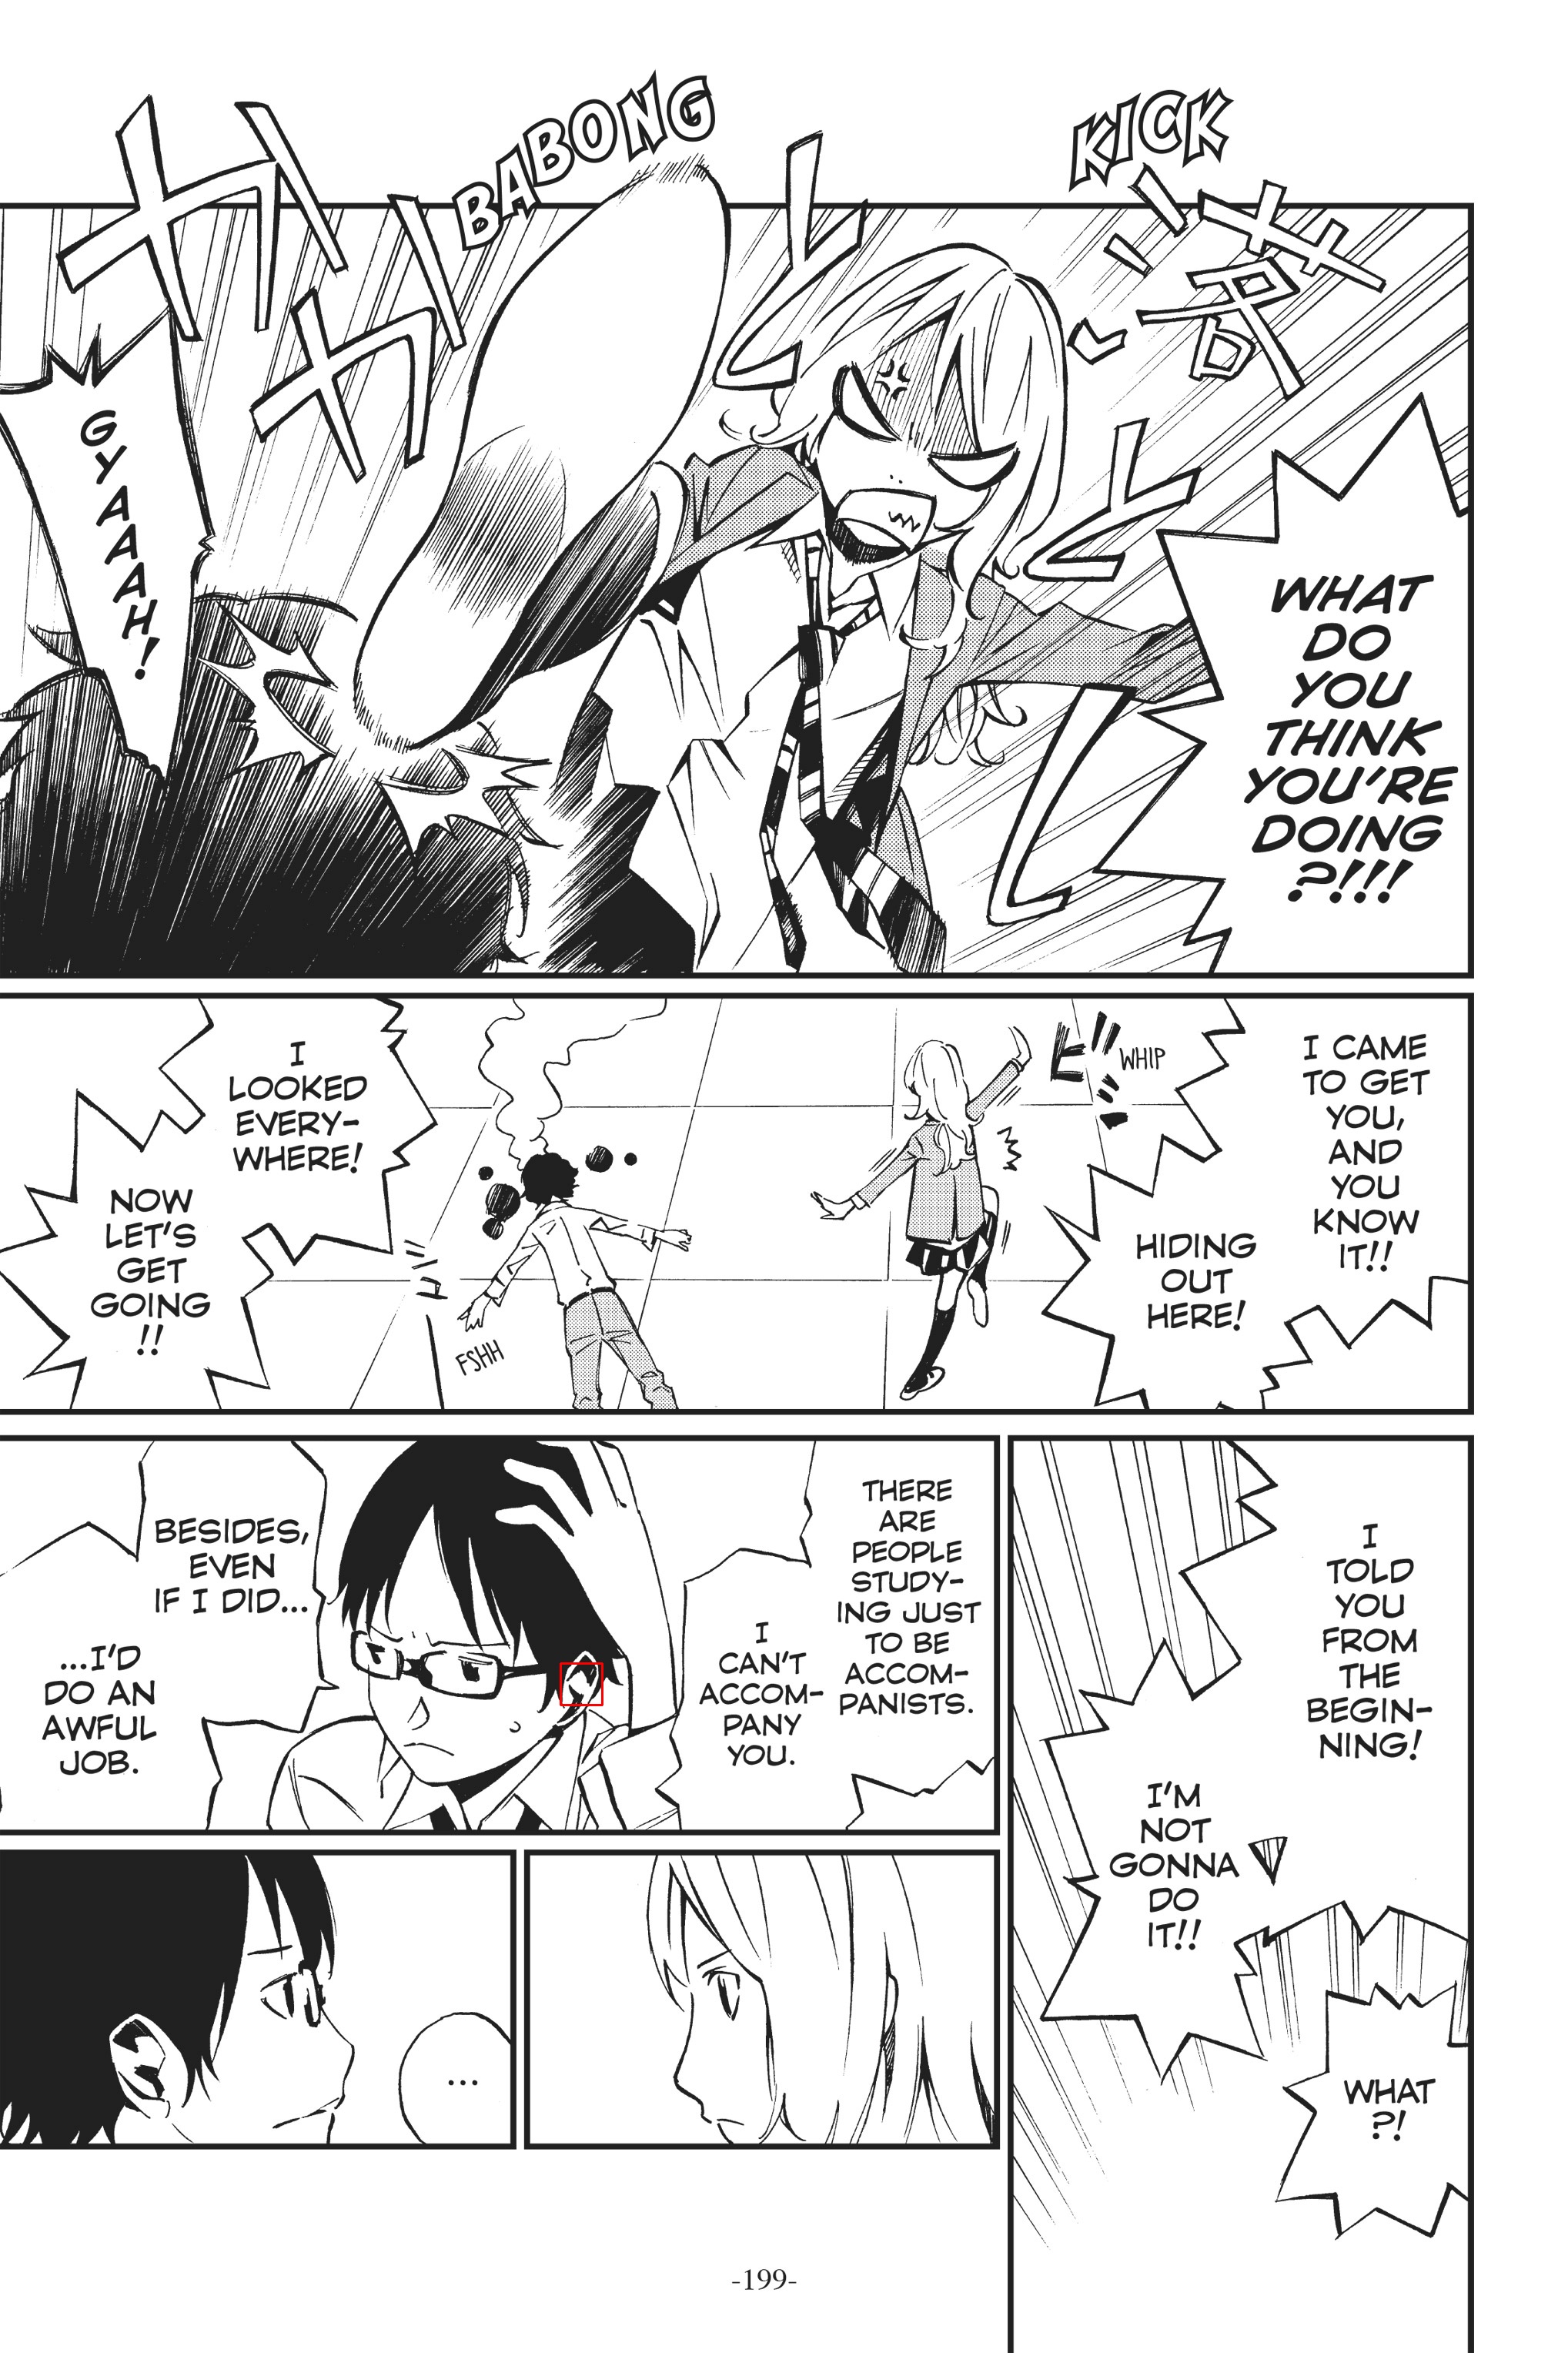 KICK
BABONG
WHAT
DO
YOU
THINK
YOU'RE
DOING
?!!!
GYAAAH!
I CAME
TO GET
YOU,
AND
YOU
KNOW
IT!!
HIDING
OUT
HERE!
WHIP
ビ
I
LOOKED
EVERY-
WHERE!
NOW
LET'S
GET
GOING
!!
FSHH
I
TOLD
YOU
FROM
THE
BEGIN-
NING!
I'M
NOT
GONNA
DO
IT!!
WHAT
?!
THERE
ARE
PEOPLE
STUDY-
ING JUST
TO BE
ACCOM-
PANISTS.
I
CAN'T
ACCOM-
PANY
YOU.
BESIDES,
EVEN
IF I DID...
...I'D
DO AN
AWFUL
JOB.
...
-199-